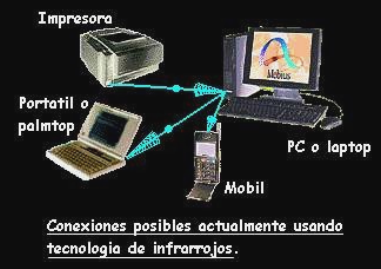 Impresora
Mobius
Portatil o
palmtop
PC o laptop
Mobil
Conexiones posibles actualmente usando
tecnologia de infrarrojos.